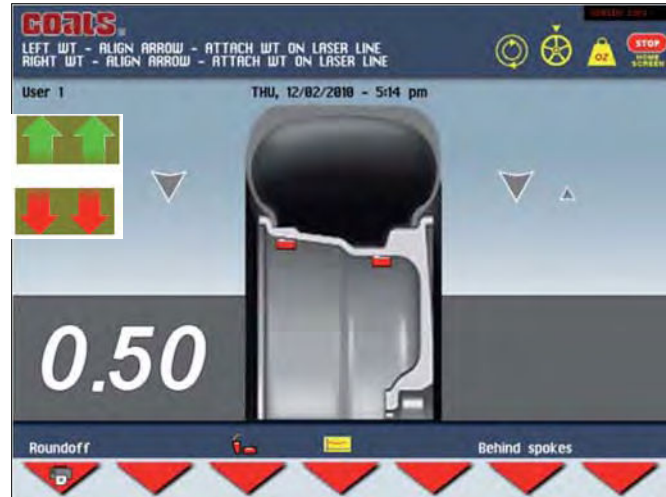 COALS®
LEFT WT - ALIGN ARROW - ATTACH WT ON LASER LINE
RIGHT WT - ALIGN ARROW - ATTACH WT ON LASER LINE
OZ
STOP
HOME
SCREEN
User 1
THU, 12/02/2010 - 5:14 pm
0.50
Roundoff
Behind spokes